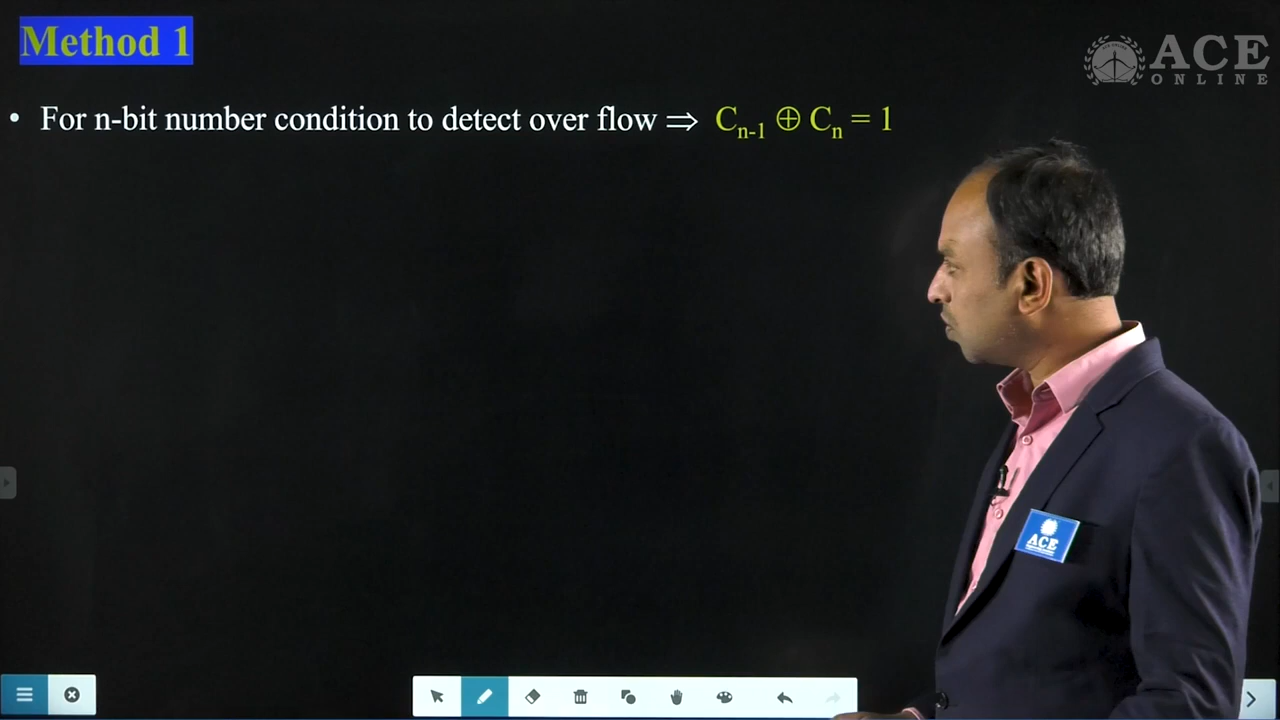 Method 1
ACE
ONLINE
• For n-bit number condition to detect over flow ⇒ Cₙ₋₁ ⊕ Cₙ = 1
ACE